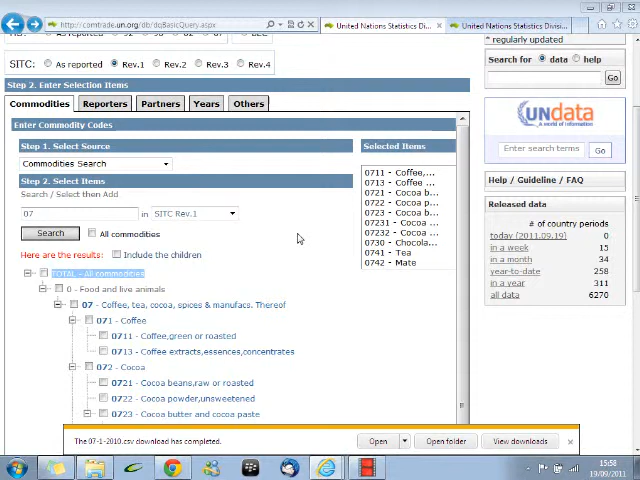 http://comtrade.un.org/db/dqBasicQuery.aspx
United Nations Statistics Di...
United Nations Statistics Divisi...
SITC: As reported Rev.1 Rev.2 Rev.3 Rev.4
Step 2. Enter Selection Items
Commodities Reporters Partners Years Others
Enter Commodity Codes
Step 1. Select Source
Commodities Search
Step 2. Select Items
Search / Select then Add
07 in SITC Rev.1
Search All commodities
Here are the results: Include the children
TOTAL - All commodities
0 - Food and live animals
07 - Coffee, tea, cocoa, spices & manufacs. Thereof
071 - Coffee
0711 - Coffee,green or roasted
0713 - Coffee extracts,essences,concentrates
072 - Cocoa
0721 - Cocoa beans,raw or roasted
0722 - Cocoa powder,unsweetened
0723 - Cocoa butter and cocoa paste
Selected Items
0711 - Coffee,...
0713 - Coffee ...
0721 - Cocoa b...
0722 - Cocoa p...
0723 - Cocoa b...
07231 - Cocoa ...
07232 - Cocoa ...
0730 - Chocola...
0741 - Tea
0742 - Mate
* regularly updated
Search for data help
Go
UNdata
A world of information
Enter search terms Go
Help / Guideline / FAQ
Released data
# of country periods
today (2011.09.19) 0
in a week 15
in a month 34
year-to-date 258
in a year 311
all data 6270
The 07-1-2010.csv download has completed.
Open Open folder View downloads
15:58
19/09/2011